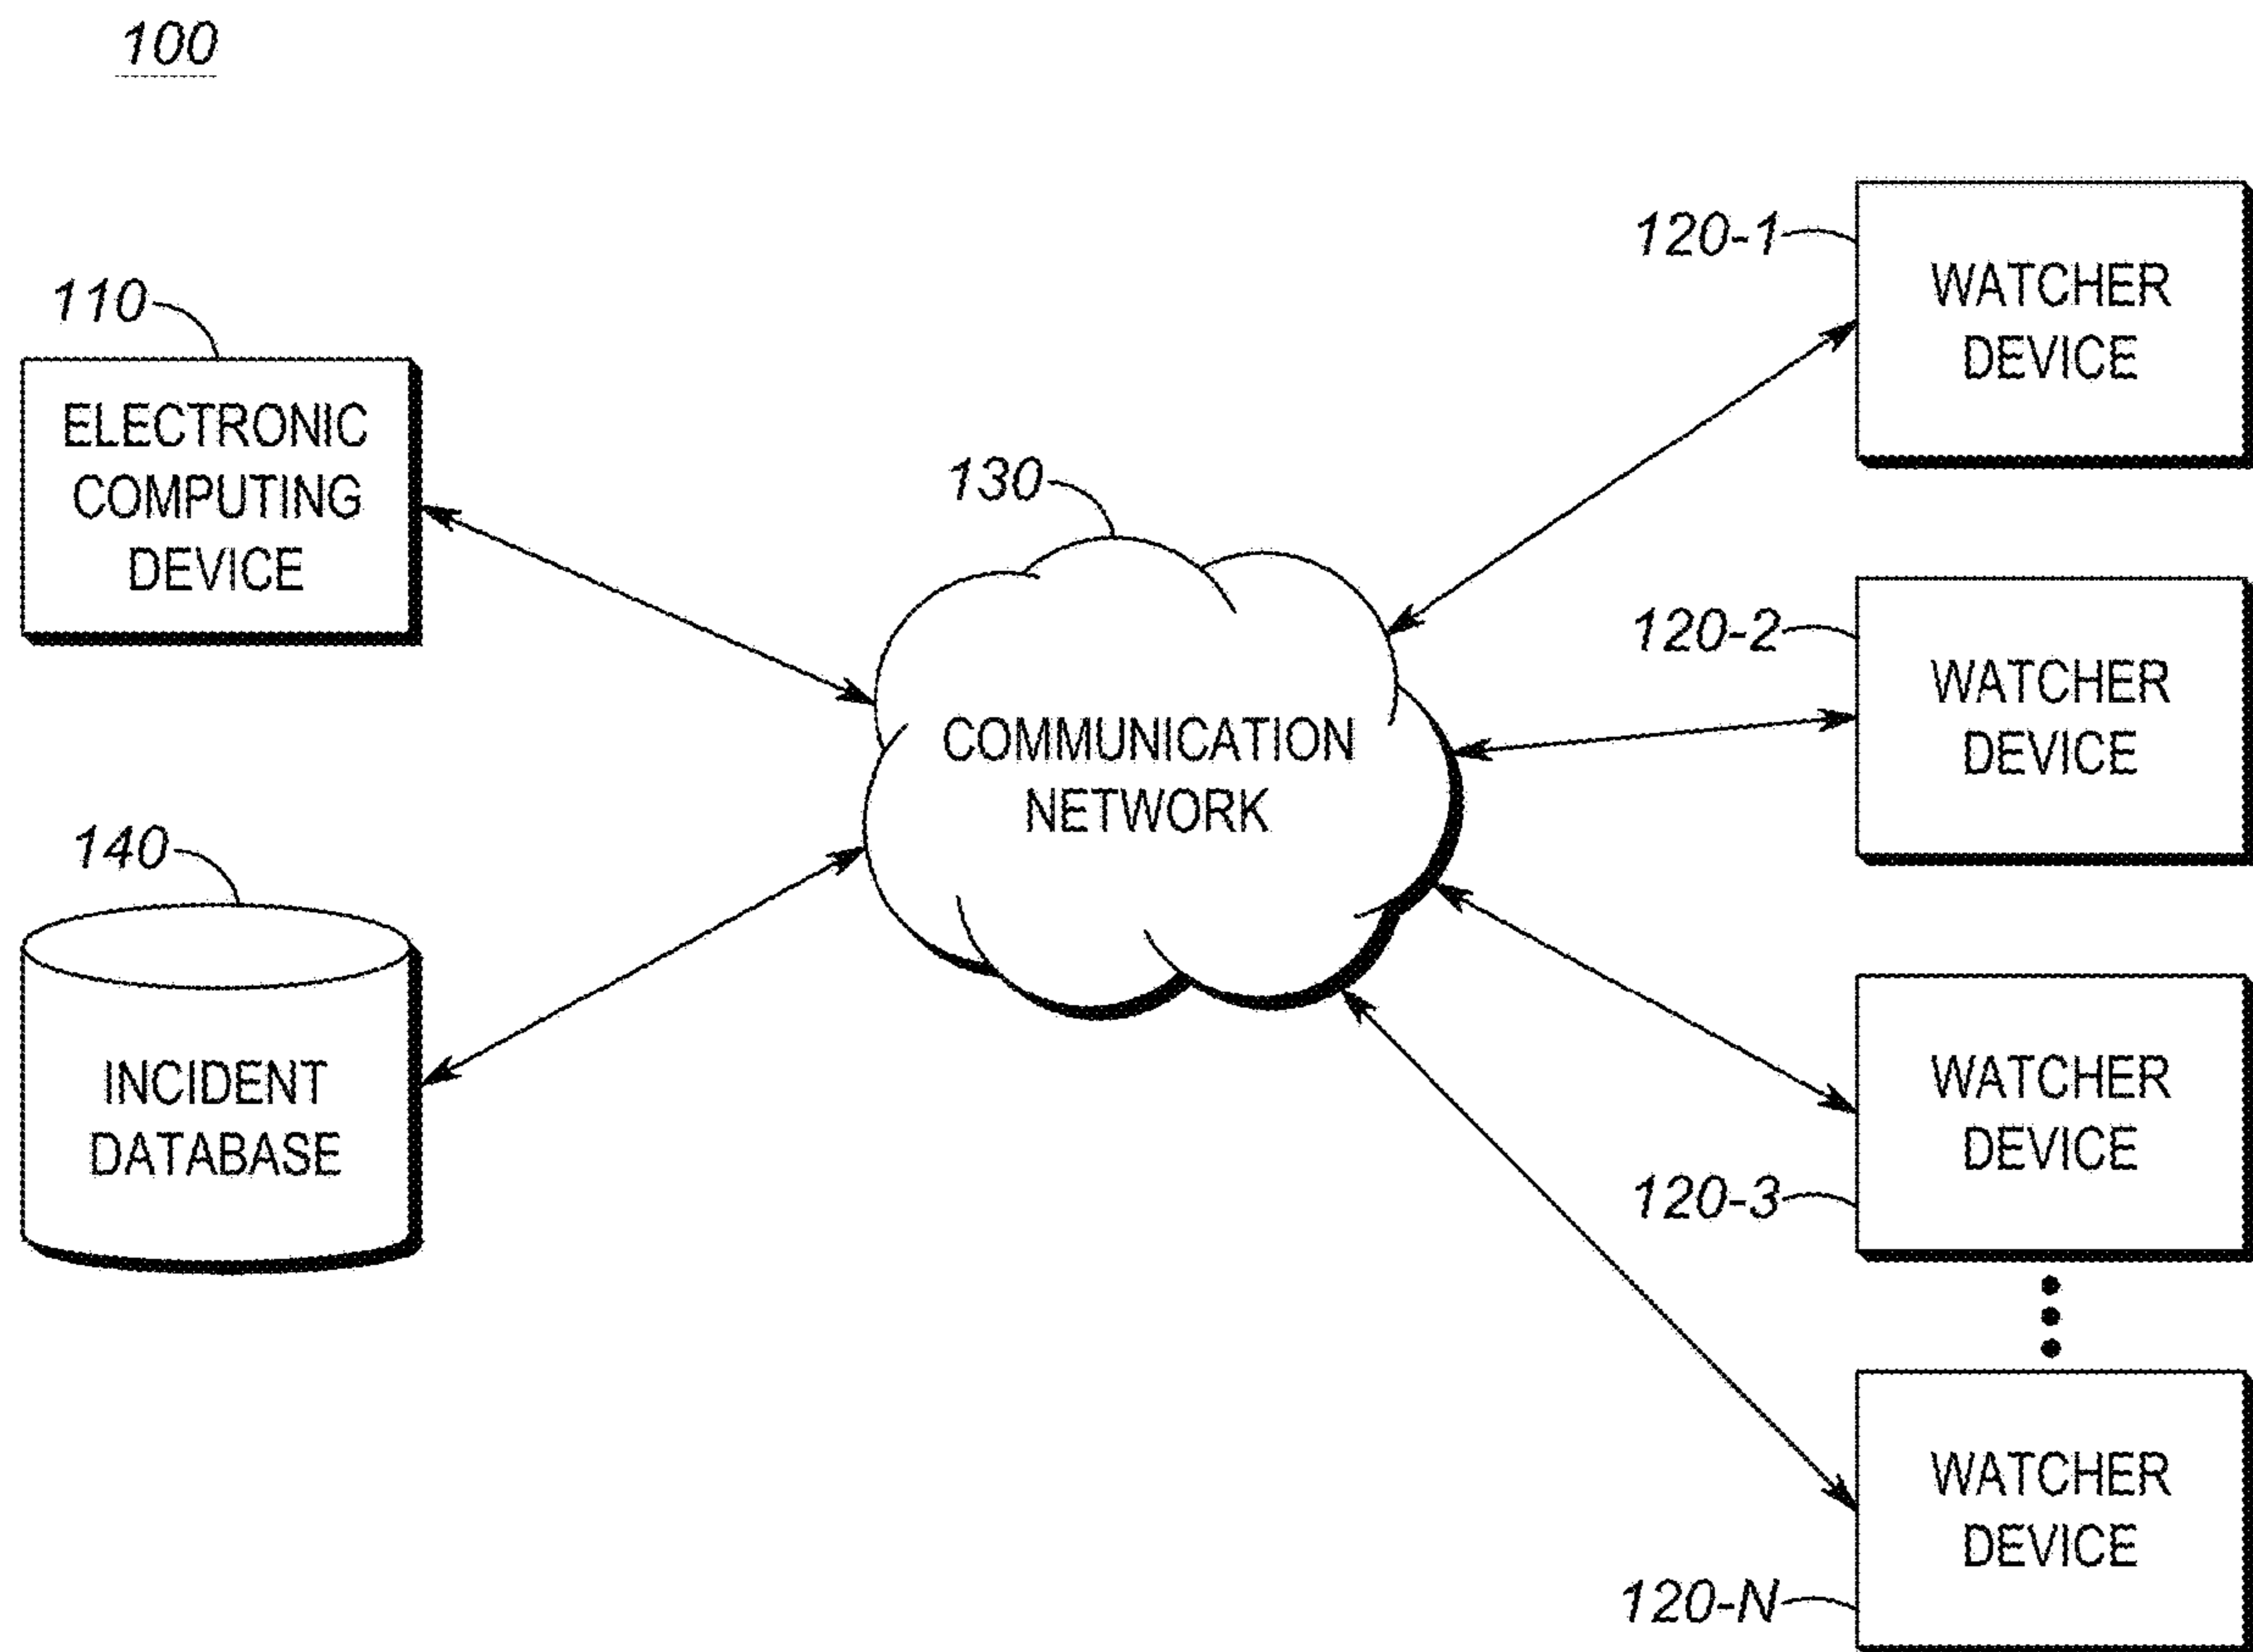 100
110
ELECTRONIC
COMPUTING
DEVICE
140
INCIDENT
DATABASE
130
COMMUNICATION
NETWORK
120-1
WATCHER
DEVICE
120-2
WATCHER
DEVICE
WATCHER
DEVICE
120-3
WATCHER
DEVICE
120-N